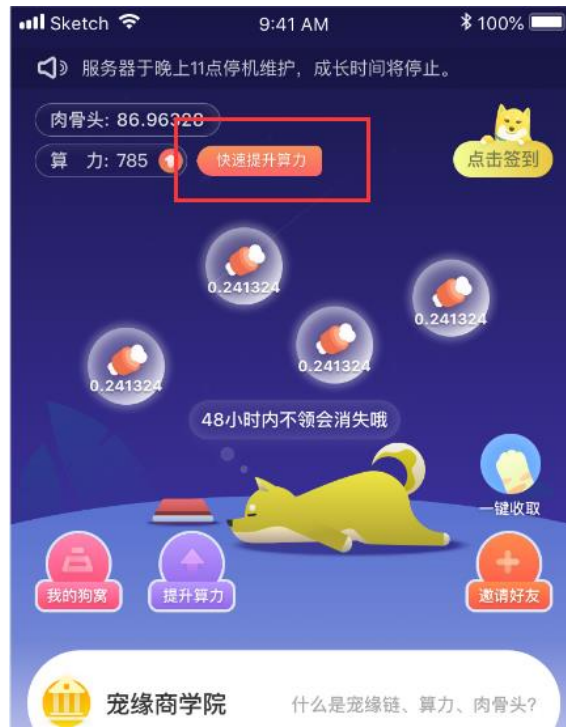 Sketch 9:41 AM 100%
服务器于晚上11点停机维护，成长时间将停止。
肉骨头: 86.96328
算 力: 785 快速提升算力
点击签到
0.241324
0.241324
0.241324
0.241324
48小时内不领会消失哦
一键收取
我的狗窝 提升算力 邀请好友
宠缘商学院 什么是宠缘链、算力、肉骨头?